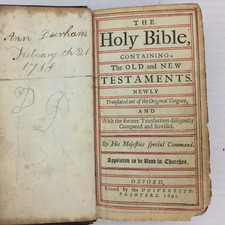 Ann Durham
February th 21
1784
D D
THE
Holy Bible,
CONTAINING
The OLD and NEW
TESTAMENTS.
NEWLY
Translated out of the Original Tongues,
AND
With the former Translations diligently
Compared and Revised.
By His Majesties special Command.
Appointed to be Read in Churches.
OXFORD,
Printed by the UNIVERSITY-
PRINTERS.